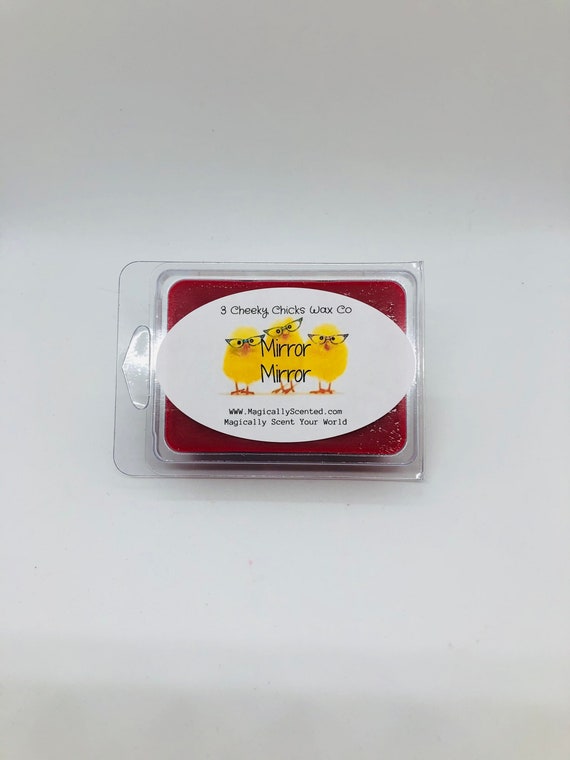 3 Cheeky Chicks Wax Co
Mirror
Mirror
WWW.MagicallyScented.com
Magically Scent Your World